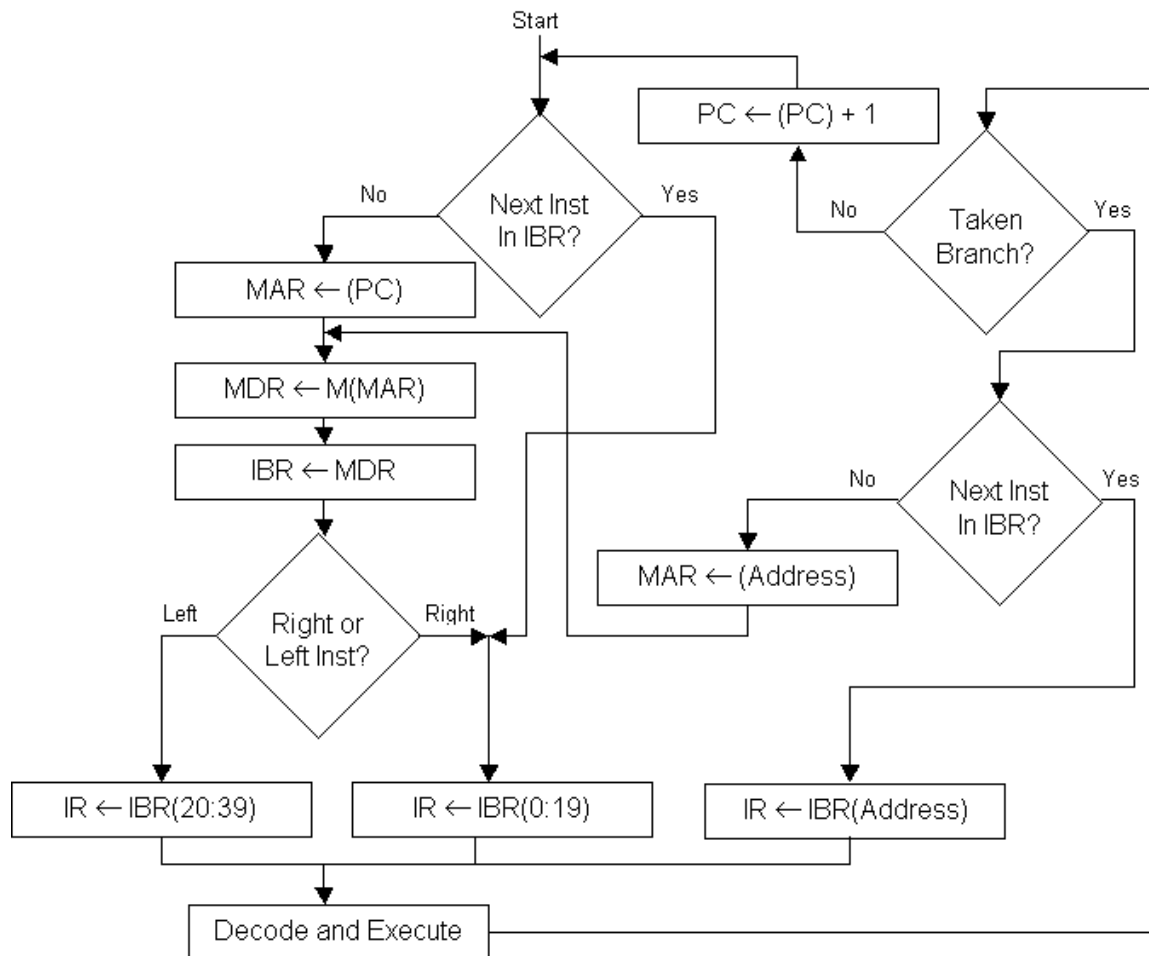 Start
PC ← (PC) + 1
No
Next Inst
In IBR?
Yes
No
Taken
Branch?
Yes
MAR ← (PC)
MDR ← M(MAR)
IBR ← MDR
No
Next Inst
In IBR?
Yes
MAR ← (Address)
Left
Right or
Left Inst?
Right
IR ← IBR(20:39)
IR ← IBR(0:19)
IR ← IBR(Address)
Decode and Execute